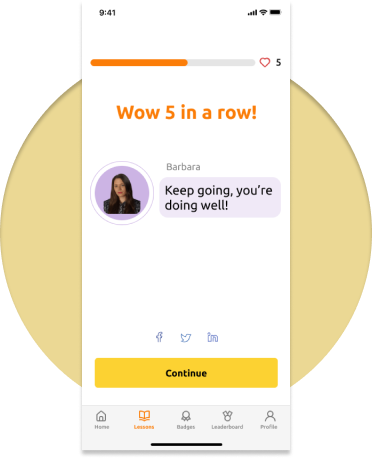 9:41
5
Wow 5 in a row!
Barbara
Keep going, you're
doing well!
Continue
Home
Lessons
Badges
Leaderboard
Profile